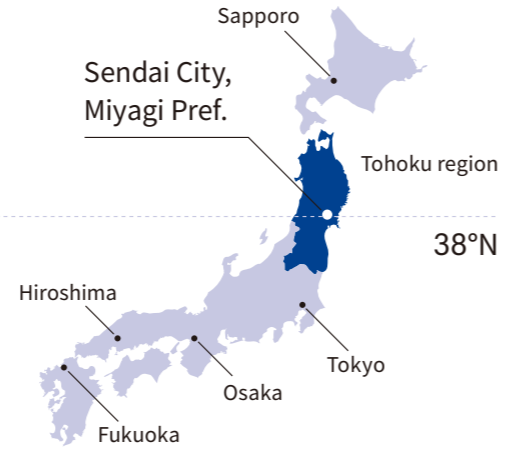 Sapporo
Sendai City,
Miyagi Pref.
Tohoku region
38°N
Hiroshima
Tokyo
Osaka
Fukuoka